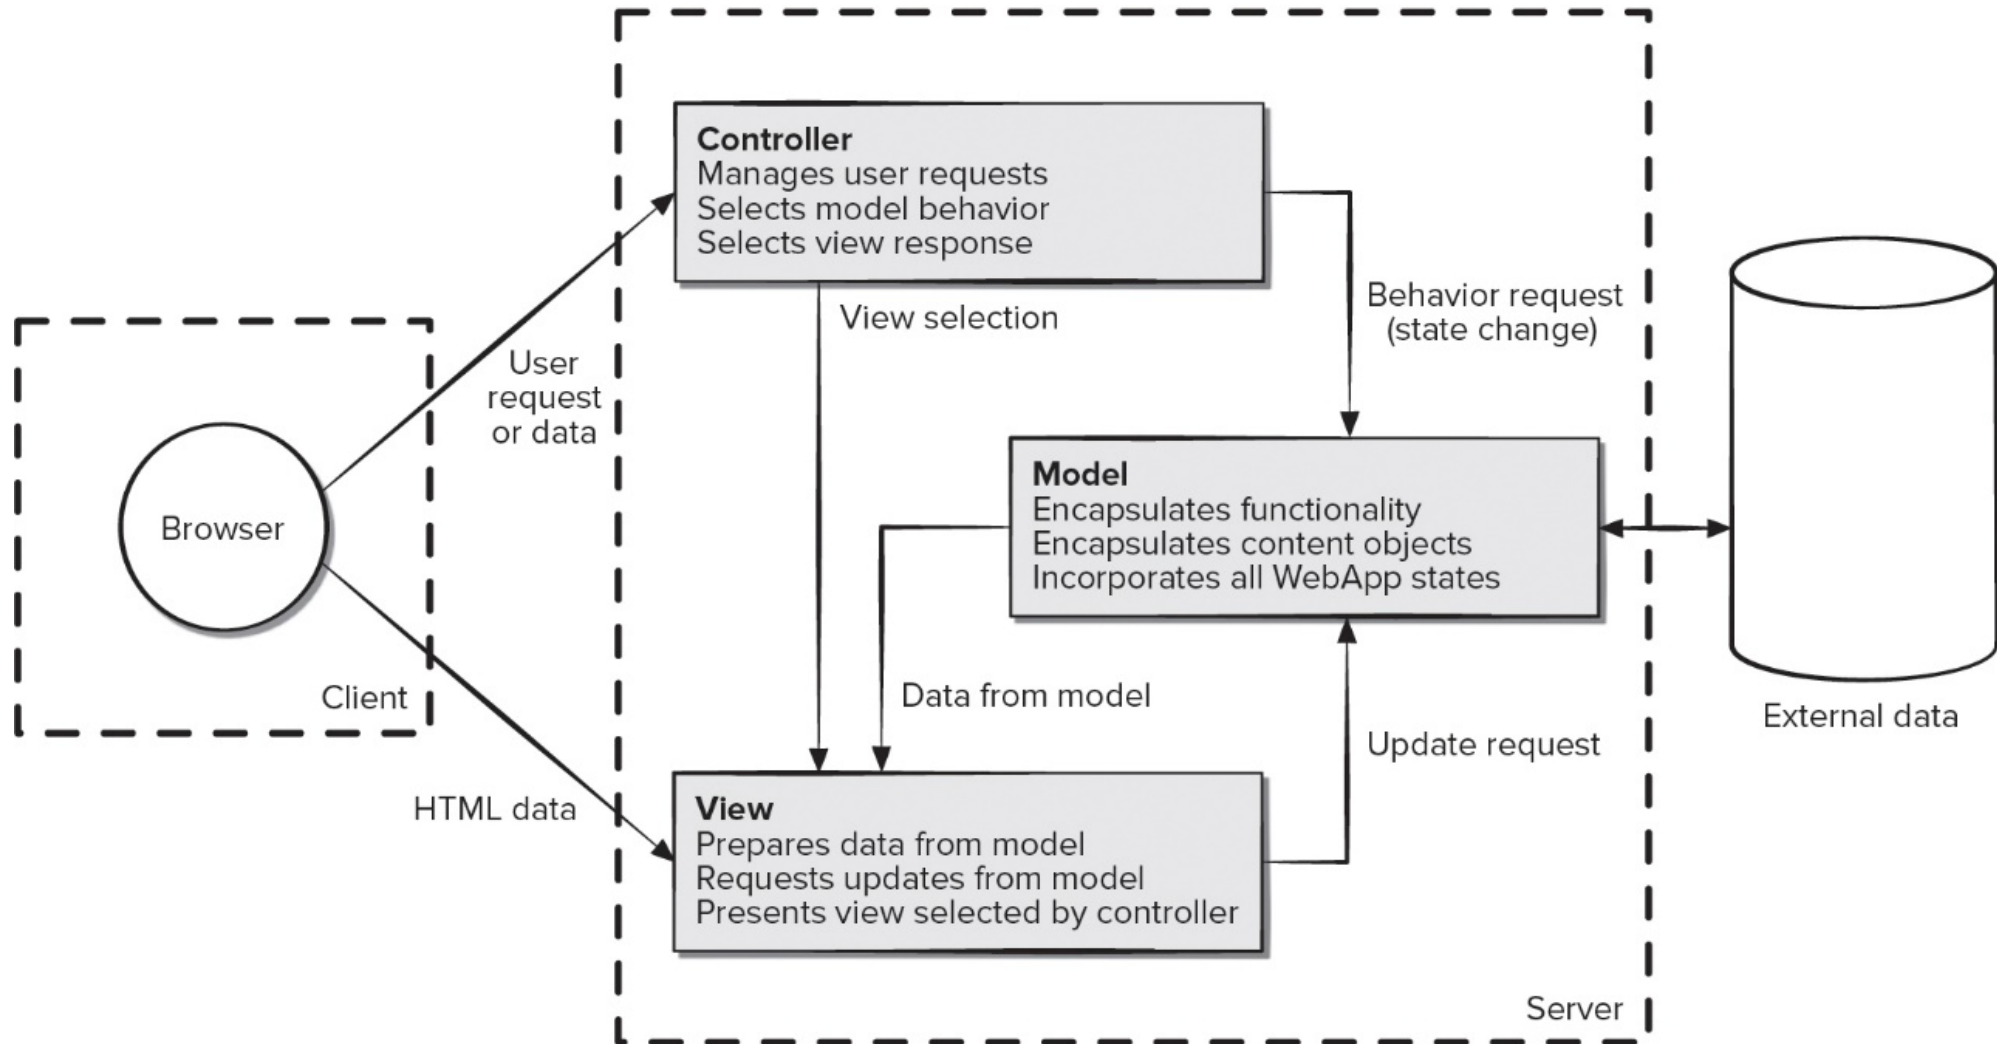 Controller
Manages user requests
Selects model behavior
Selects view response
View selection
Behavior request
(state change)
User
request
or data
Browser
Client
Model
Encapsulates functionality
Encapsulates content objects
Incorporates all WebApp states
Data from model
Update request
External data
HTML data
View
Prepares data from model
Requests updates from model
Presents view selected by controller
Server